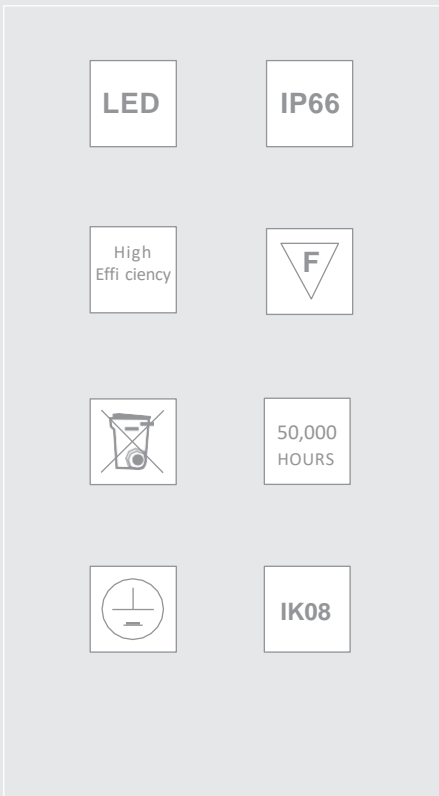 LED
IP66
High
Effi ciency
F
50,000
HOURS
IK08